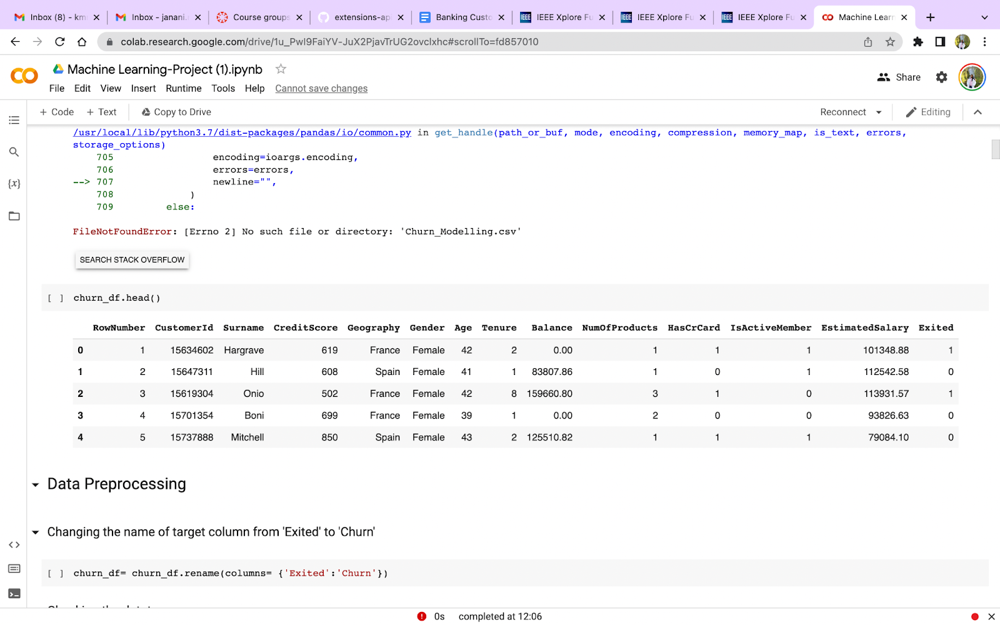 Inbox (8) - km
Inbox - janani.
Course groups
extensions-ap
Banking Custo
IEEE Xplore Fu
IEEE Xplore Fu
IEEE Xplore Fu
Machine Learn
colab.research.google.com/drive/1u_PwI9FaiYV-JuX2PjavTrUG2ovclxhc#scrollTo=fd857010
Machine Learning-Project (1).ipynb
File Edit View Insert Runtime Tools Help Cannot save changes
Share
+ Code + Text Copy to Drive
Reconnect Editing
/usr/local/lib/python3.7/dist-packages/pandas/io/common.py in get_handle(path_or_buf, mode, encoding, compression, memory_map, is_text, errors,
storage_options)
705 encoding=ioargs.encoding,
706 errors=errors,
--> 707 newline="",
708 )
709 else:
FileNotFoundError: [Errno 2] No such file or directory: 'Churn_Modelling.csv'
SEARCH STACK OVERFLOW
[ ] churn_df.head()
RowNumber CustomerId Surname CreditScore Geography Gender Age Tenure Balance NumOfProducts HasCrCard IsActiveMember EstimatedSalary Exited
0 1 15634602 Hargrave 619 France Female 42 2 0.00 1 1 1 101348.88 1
1 2 15647311 Hill 608 Spain Female 41 1 83807.86 1 0 1 112542.58 0
2 3 15619304 Onio 502 France Female 42 8 159660.80 3 1 0 113931.57 1
3 4 15701354 Boni 699 France Female 39 1 0.00 2 0 0 93826.63 0
4 5 15737888 Mitchell 850 Spain Female 43 2 125510.82 1 1 1 79084.10 0
Data Preprocessing
Changing the name of target column from 'Exited' to 'Churn'
[ ] churn_df= churn_df.rename(columns= {'Exited':'Churn'})
0s completed at 12:06